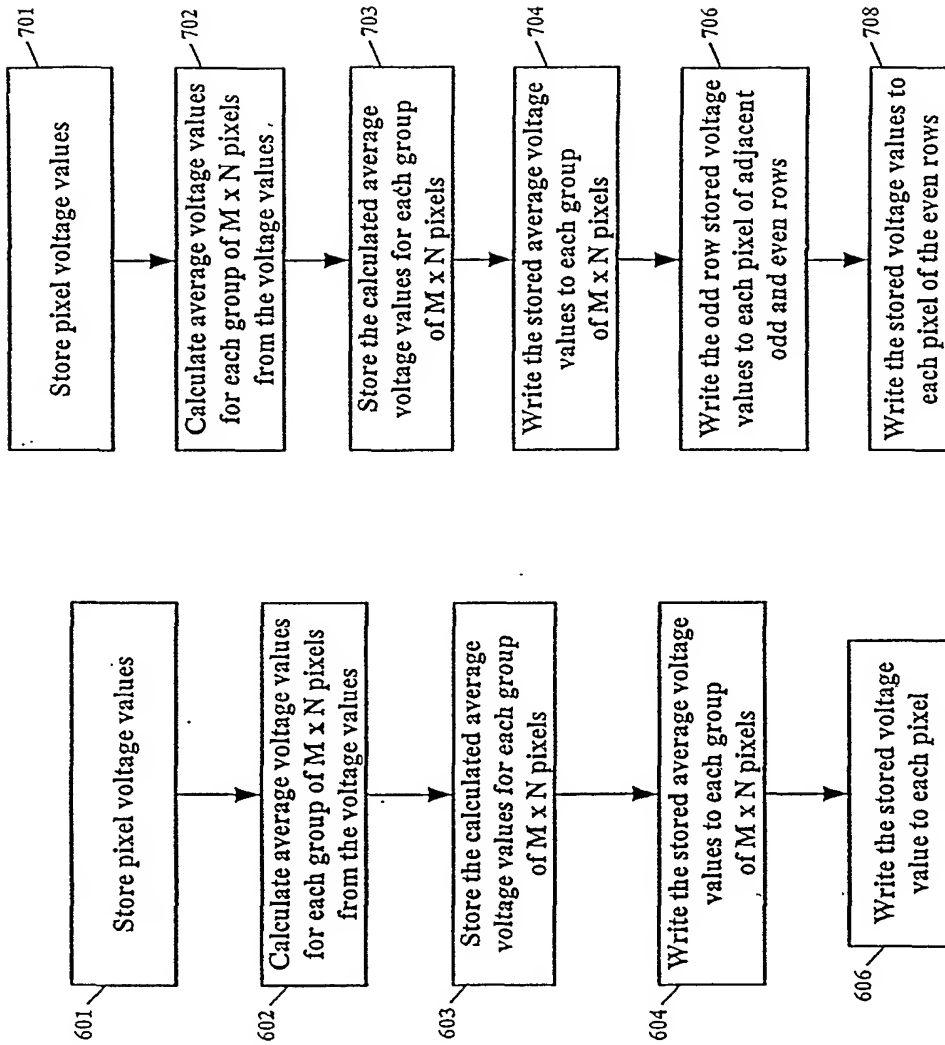 701
Store pixel voltage values
702
Calculate average voltage values
for each group of M x N pixels
from the voltage values .
703
Store the calculated average
voltage values for each group
of M x N pixels
704
Write the stored average voltage
values to each group
of M x N pixels
706
Write the odd row stored voltage
values to each pixel of adjacent
odd and even rows
708
Write the stored voltage values to
each pixel of the even rows
601
Store pixel voltage values
602
Calculate average voltage values
for each group of M x N pixels
from the voltage values
603
Store the calculated average
voltage values for each group
of M x N pixels
604
Write the stored average voltage
values to each group
of M x N pixels
606
Write the stored voltage
value to each pixel